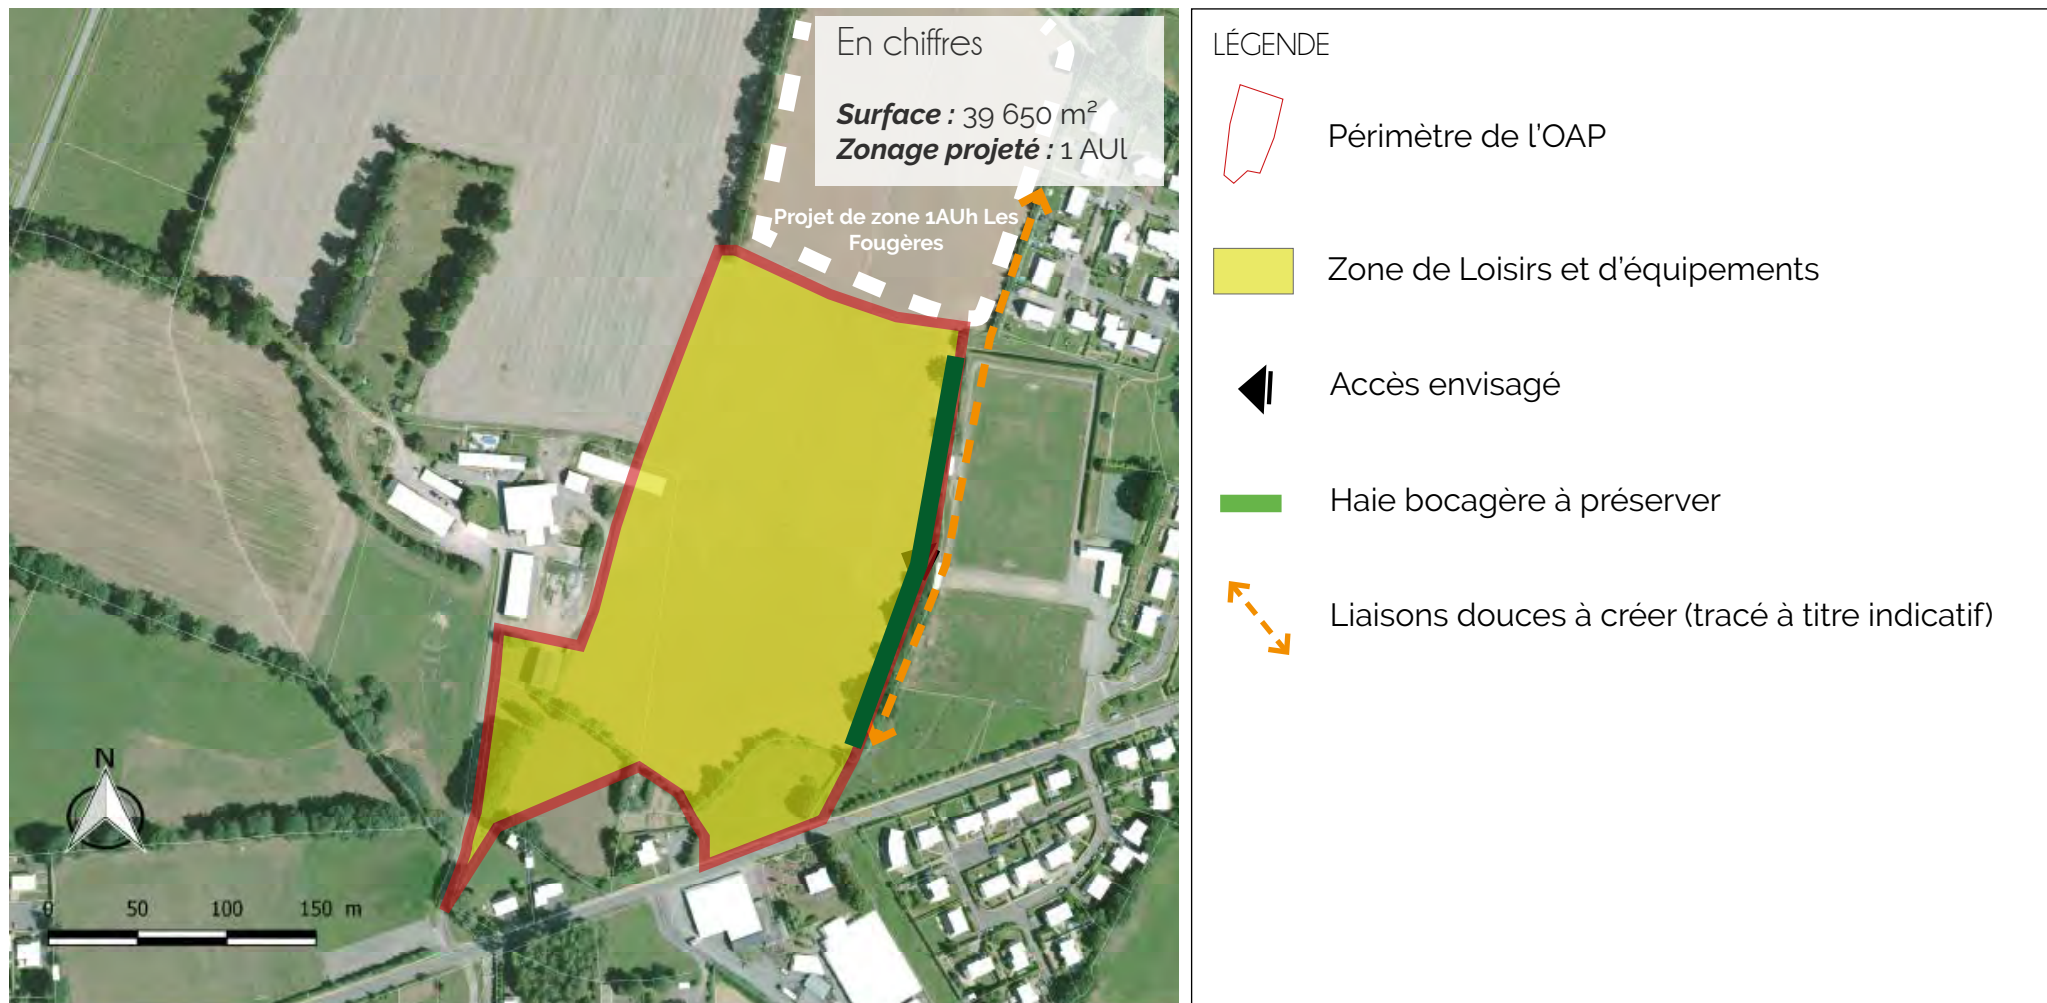 En chiffres
Surface : 39 650 m²
Zonage projeté : 1 AUl
Projet de zone 1AUh Les
Fougères
N
0 50 100 150 m
LÉGENDE
Périmètre de l'OAP
Zone de Loisirs et d'équipements
Accès envisagé
Haie bocagère à préserver
Liaisons douces à créer (tracé à titre indicatif)